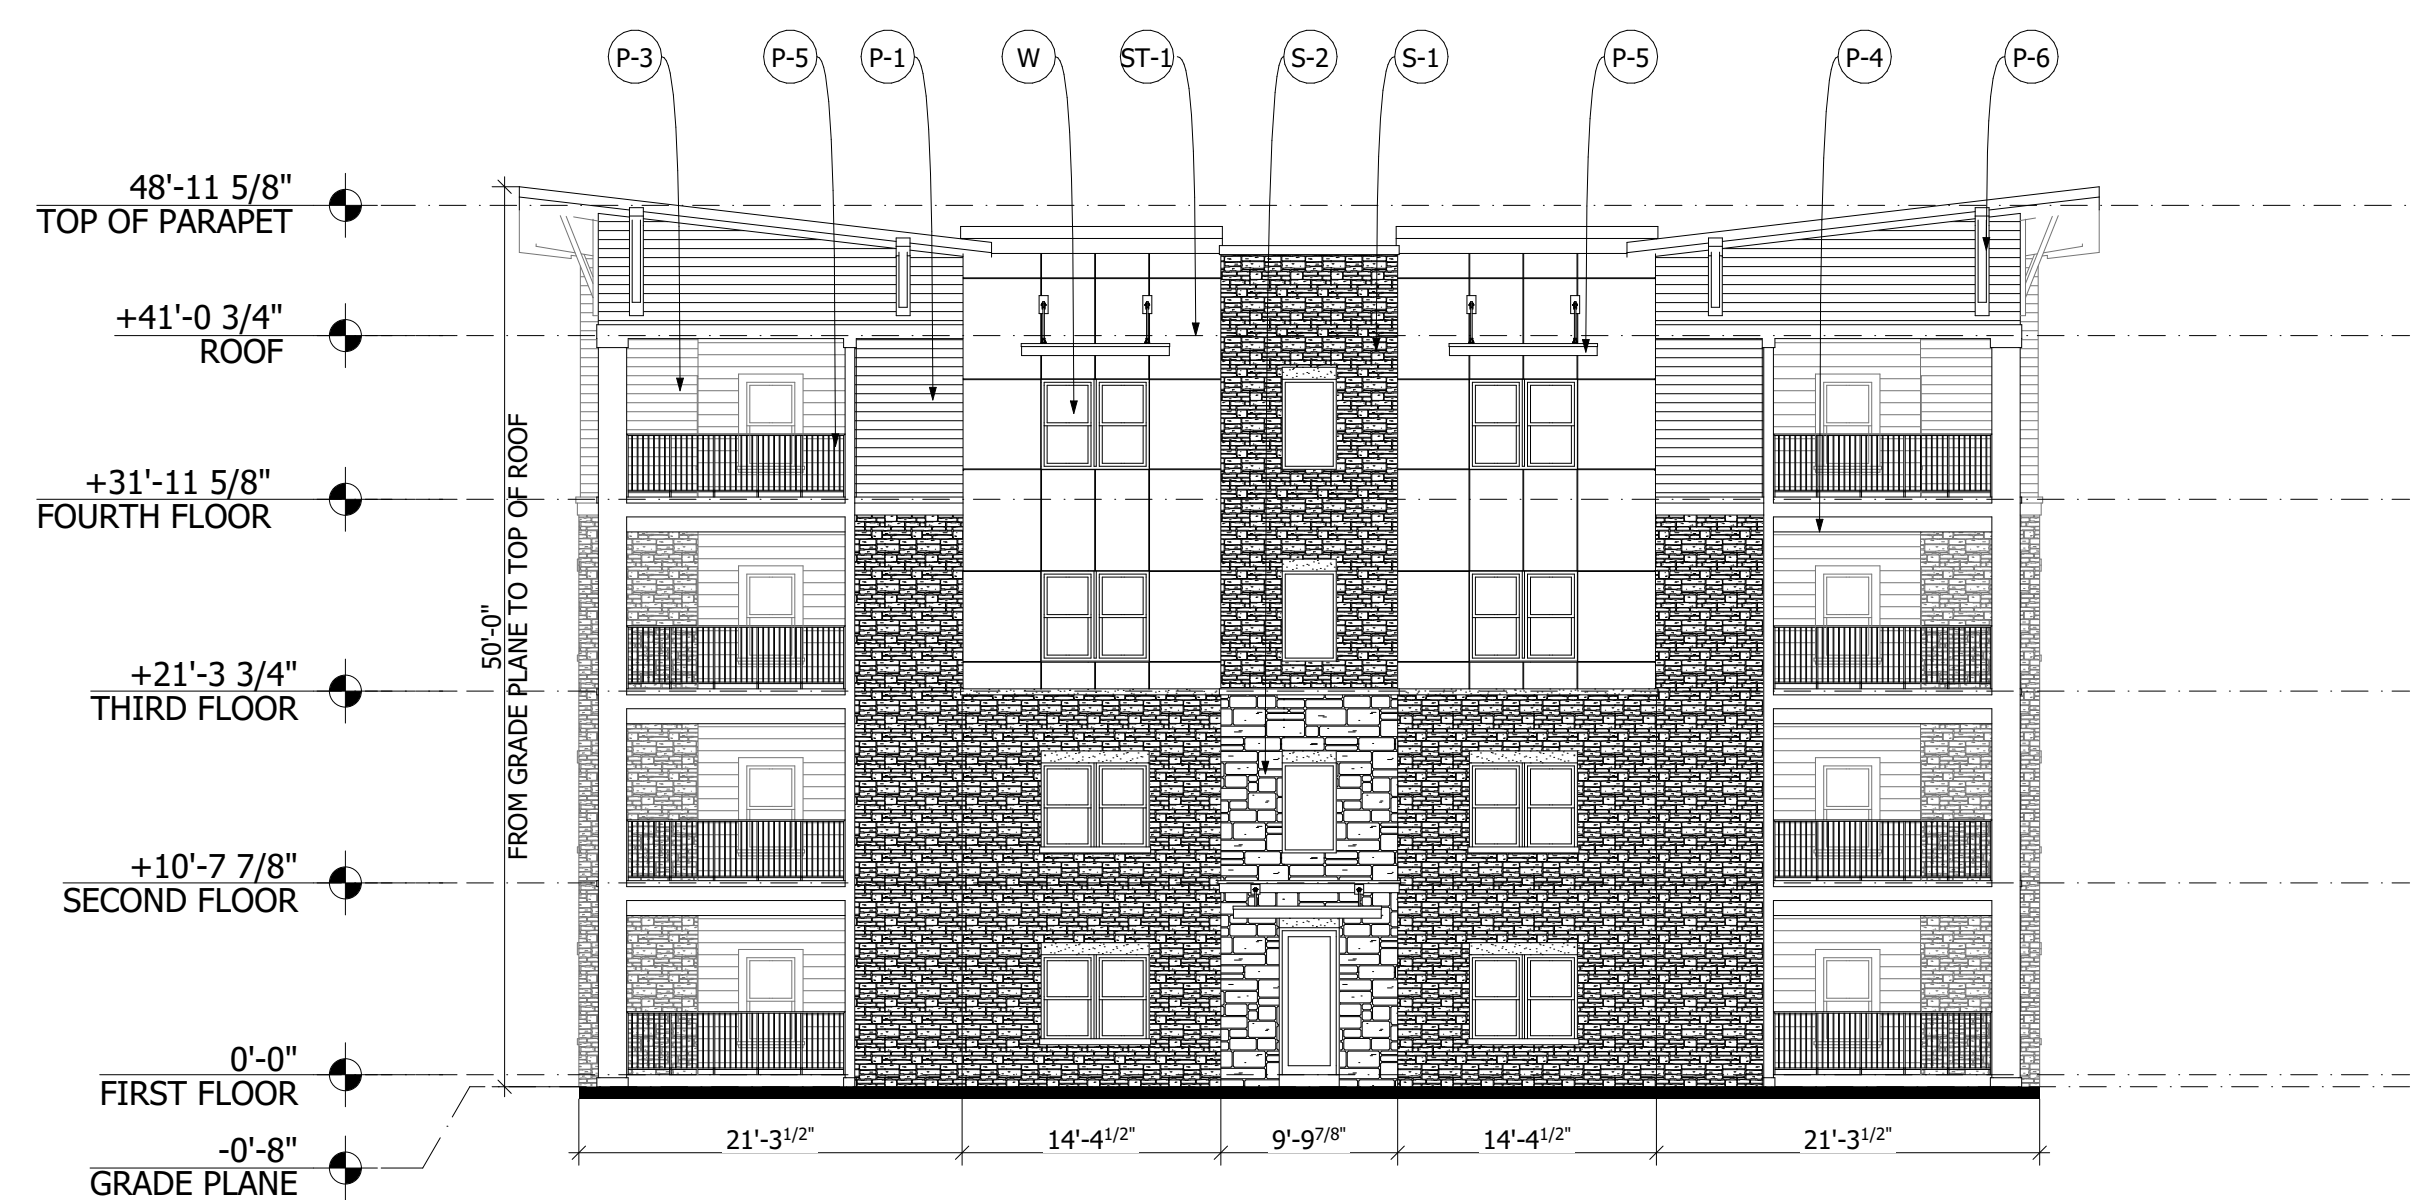 P-3 P-5 P-1 W ST-1 S-2 S-1 P-5 P-4 P-6
48'-11 5/8"
TOP OF PARAPET
+41'-0 3/4"
ROOF
+31'-11 5/8"
FOURTH FLOOR
50'-0"
FROM GRADE PLANE TO TOP OF ROOF
+21'-3 3/4"
THIRD FLOOR
+10'-7 7/8"
SECOND FLOOR
0'-0"
FIRST FLOOR
-0'-8"
GRADE PLANE
21'-3 1/2" 14'-4 1/2" 9'-9 7/8" 14'-4 1/2" 21'-3 1/2"